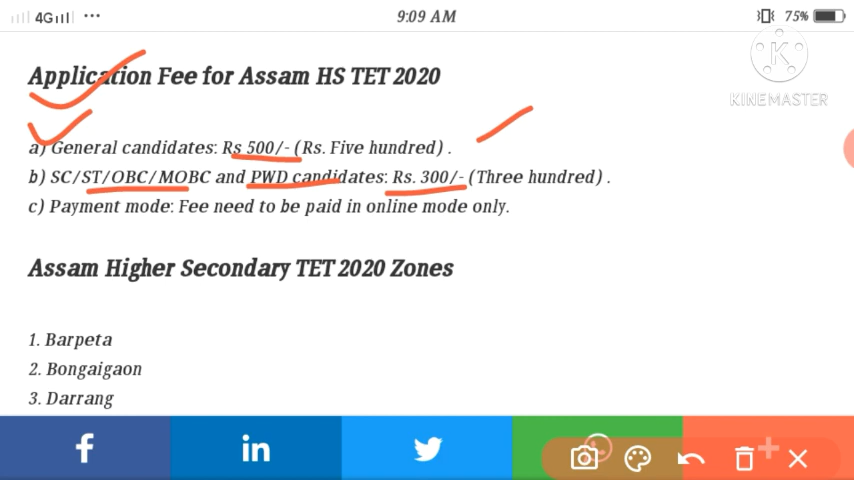 4G
9:09 AM
75%
K
KINEMASTER
Application Fee for Assam HS TET 2020
a) General candidates: Rs 500/- (Rs. Five hundred) .
b) SC/ST/OBC/MOBC and PWD candidates: Rs. 300/- (Three hundred) .
c) Payment mode: Fee need to be paid in online mode only.
Assam Higher Secondary TET 2020 Zones
1. Barpeta
2. Bongaigaon
3. Darrang
f
in